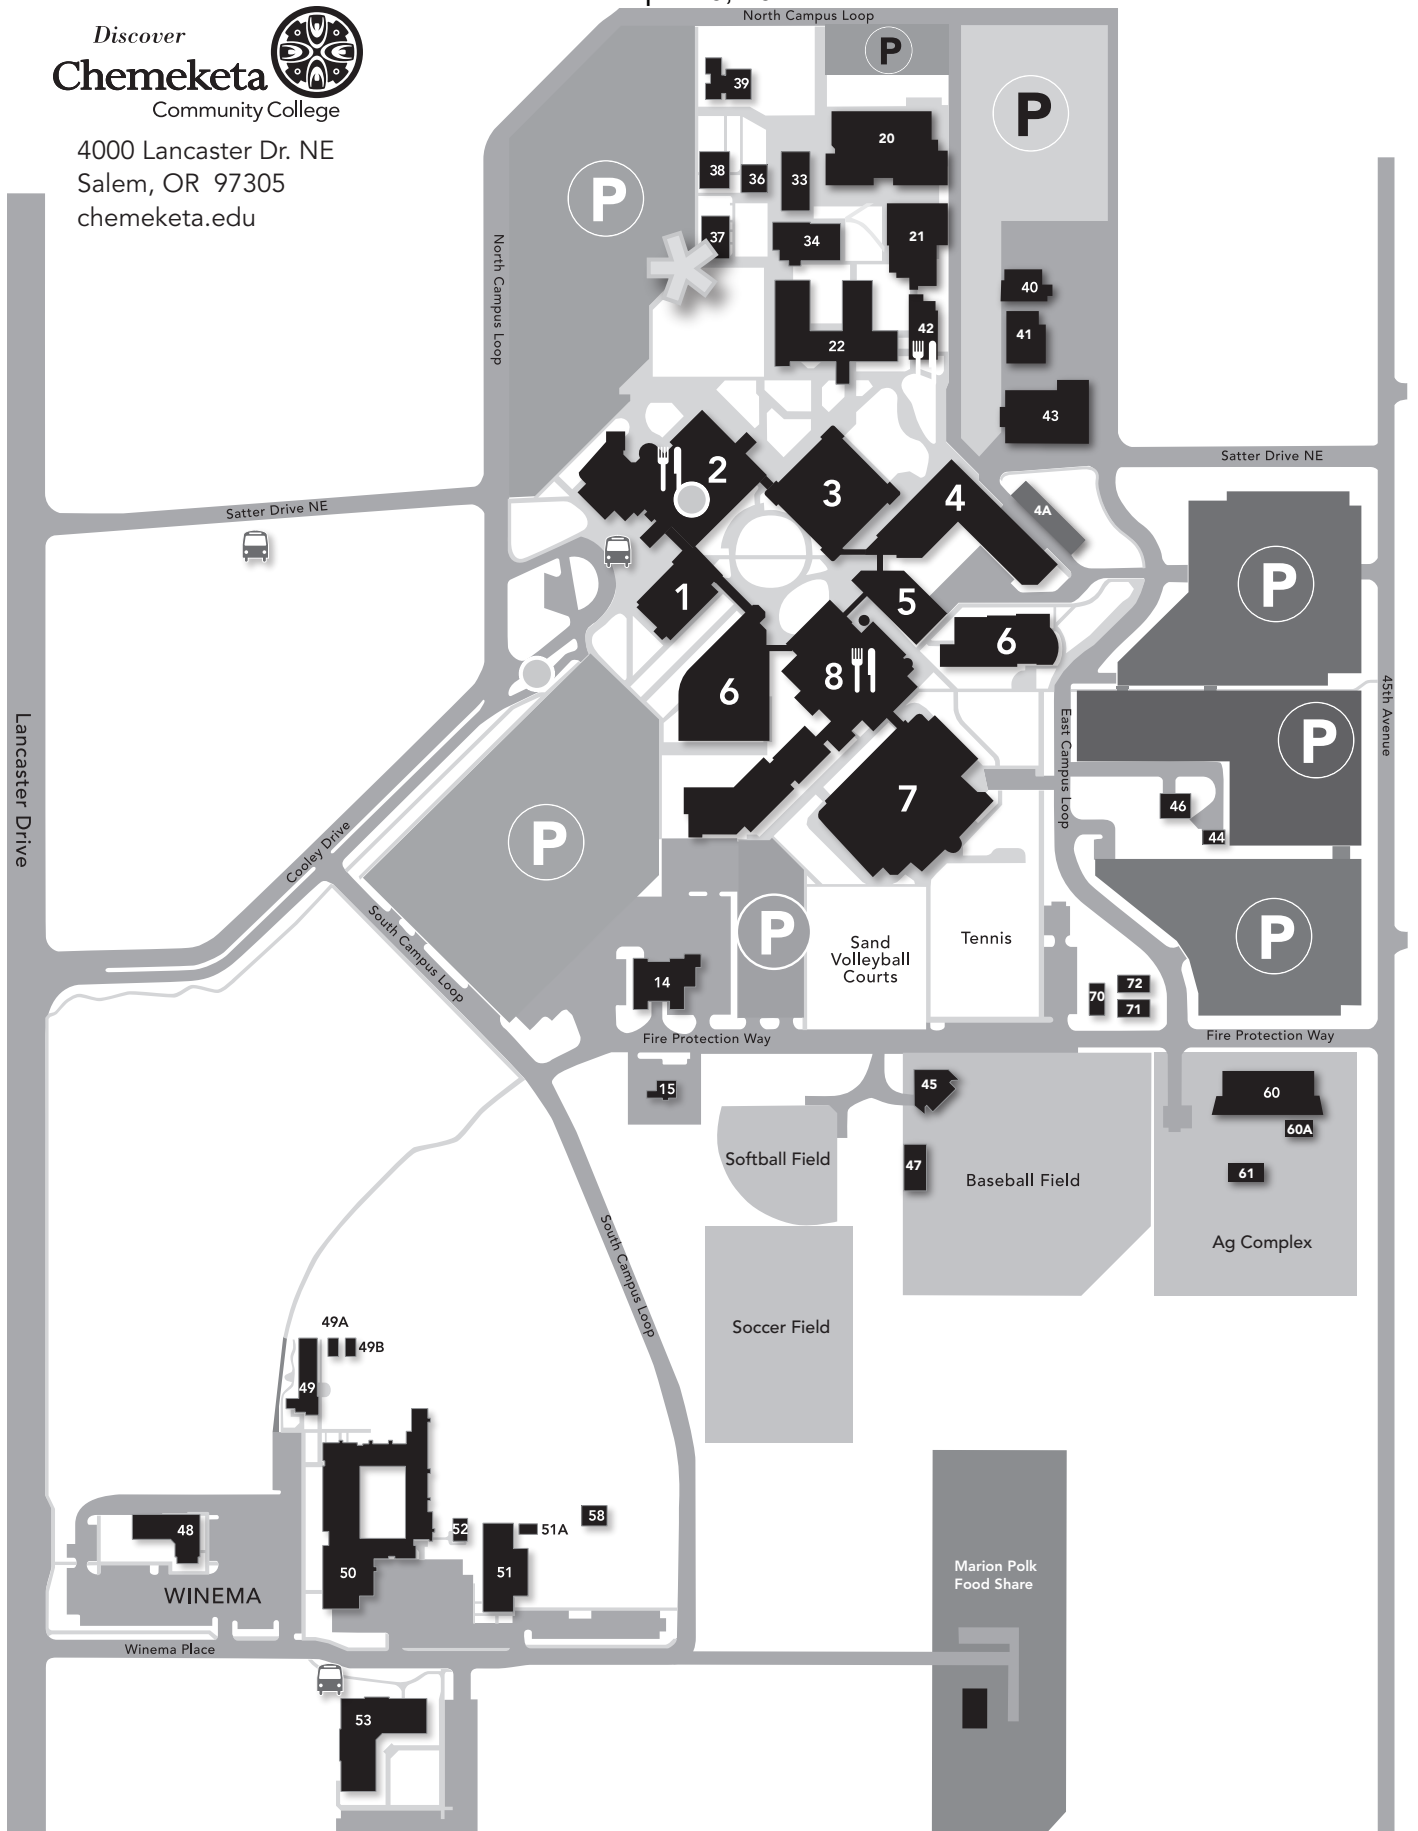 North Campus Loop
Discover
Chemeketa
Community College
4000 Lancaster Dr. NE
Salem, OR 97305
chemeketa.edu
P
P
P
39
20
38
36
33
37
34
21
North Campus Loop
40
42
41
22
43
Satter Drive NE
2
3
4
4A
Satter Drive NE
P
1
5
6
6
8
45th Avenue
Lancaster Drive
East Campus Loop
P
7
46
44
P
Cooley Drive
South Campus Loop
P
P
Sand
Volleyball
Courts
Tennis
14
70
72
71
Fire Protection Way
Fire Protection Way
15
45
60
60A
Softball Field
47
Baseball Field
61
Ag Complex
South Campus Loop
Soccer Field
49A
49B
49
48
52
51A
58
50
51
WINEMA
Marion Polk
Food Share
Winema Place
53